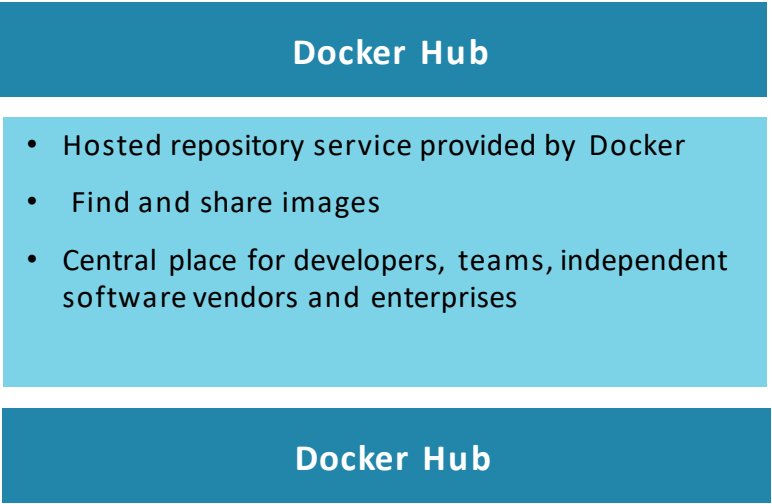 Docker Hub
• Hosted repository service provided by Docker
• Find and share images
• Central place for developers, teams, independent
software vendors and enterprises
Docker Hub